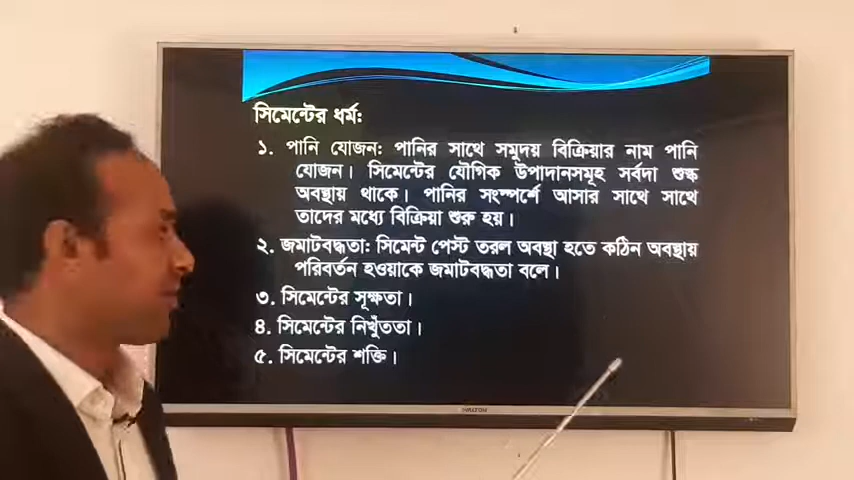 সিমেন্টের ধর্ম:
১. পানি যোজন: পানির সাথে সমুদয় বিক্রিয়ার নাম পানি
যোজন। সিমেন্টের যৌগিক উপাদানসমূহ সর্বদা শুষ্ক
অবস্থায় থাকে। পানির সংস্পর্শে আসার সাথে সাথে
তাদের মধ্যে বিক্রিয়া শুরু হয়।
২. জমাটবদ্ধতা: সিমেন্ট পেস্ট তরল অবস্থা হতে কঠিন অবস্থায়
পরিবর্তন হওয়াকে জমাটবদ্ধতা বলে।
৩. সিমেন্টের সূক্ষতা।
৪. সিমেন্টের নিখুঁততা।
৫. সিমেন্টের শক্তি।